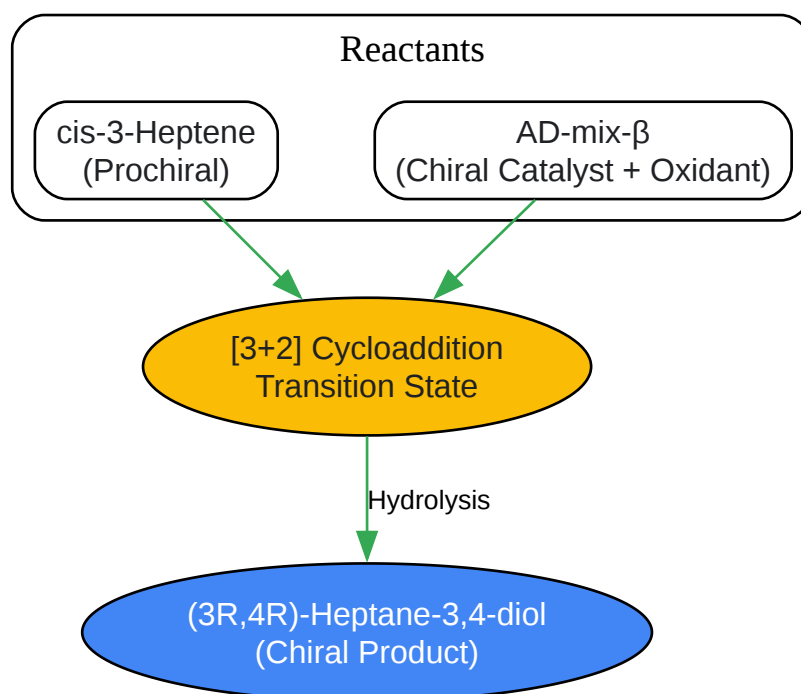 Reactants
cis-3-Heptene
(Prochiral)
AD-mix-β
(Chiral Catalyst + Oxidant)
[3+2] Cycloaddition
Transition State
Hydrolysis
(3R,4R)-Heptane-3,4-diol
(Chiral Product)